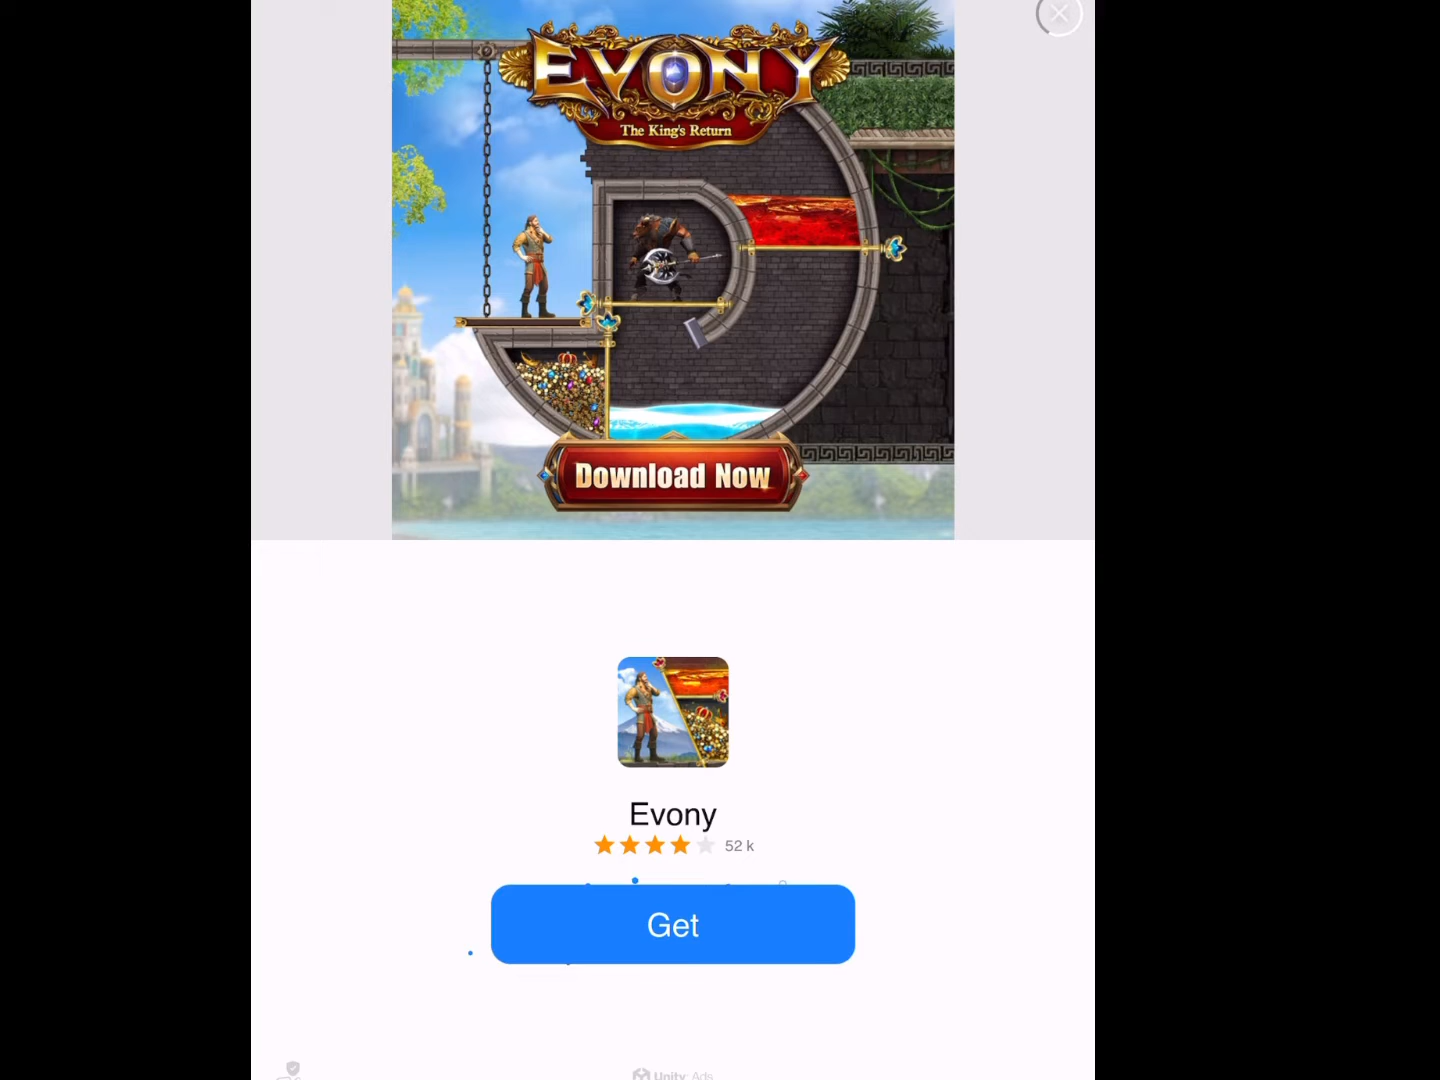 EVONY
The King's Return
Download Now
Evony
52 k
Get
Unity Ads